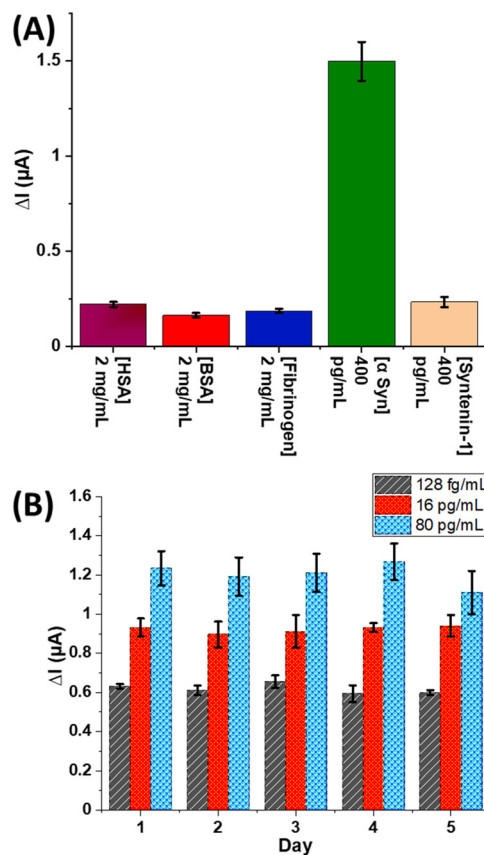 (A)
ΔI (μA)
1.5
1
0.5
0
[HSA]
2 mg/mL
[BSA]
2 mg/mL
[Fibrinogen]
2 mg/mL
[α Syn]
400
pg/mL
[Syntenin-1]
400
pg/mL
(B)
128 fg/mL
16 pg/mL
80 pg/mL
ΔI (μA)
1.6
1.4
1.2
1
0.8
0.6
0.4
0.2
0
1 2 3 4 5
Day